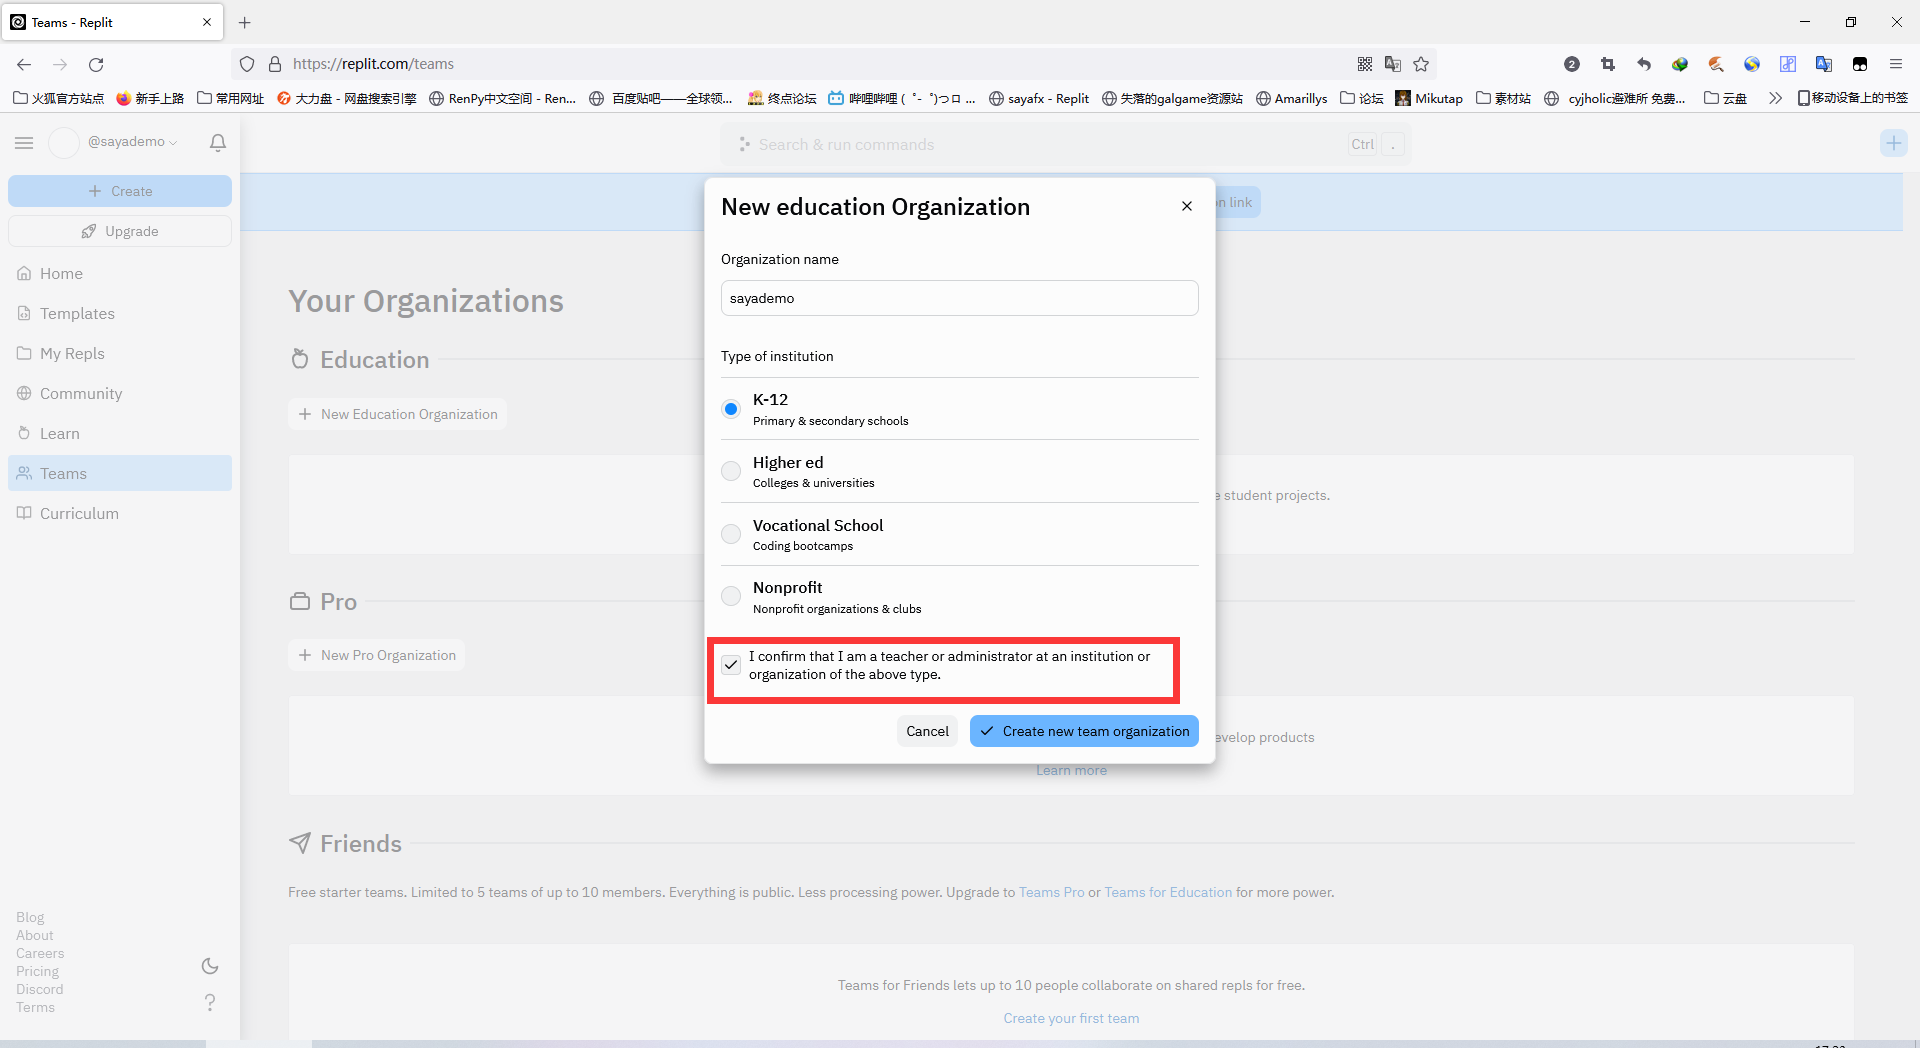 Teams - Replit
https://replit.com/teams
2
火狐官方站点
新手上路
常用网址
大力盘 - 网盘搜索引擎
RenPy中文空间 - Ren...
百度贴吧——全球领...
终点论坛
哔哩哔哩 ( ゜- ゜)つロ ...
sayafx - Replit
失落的galgame资源站
Amarillys
论坛
Mikutap
素材站
cyjholic避难所 免费...
云盘
移动设备上的书签
@sayademo
Search & run commands
Ctrl
.
Create
Upgrade
Home
Templates
My Repls
Community
Learn
Teams
Curriculum
Blog
About
Careers
Pricing
Discord
Terms
n link
Your Organizations
Education
New Education Organization
e student projects.
Pro
New Pro Organization
evelop products
Learn more
Friends
Free starter teams. Limited to 5 teams of up to 10 members. Everything is public. Less processing power. Upgrade to Teams Pro or Teams for Education for more power.
Teams for Friends lets up to 10 people collaborate on shared repls for free.
Create your first team
New education Organization
Organization name
sayademo
Type of institution
K-12
Primary & secondary schools
Higher ed
Colleges & universities
Vocational School
Coding bootcamps
Nonprofit
Nonprofit organizations & clubs
I confirm that I am a teacher or administrator at an institution or
organization of the above type.
Cancel
Create new team organization